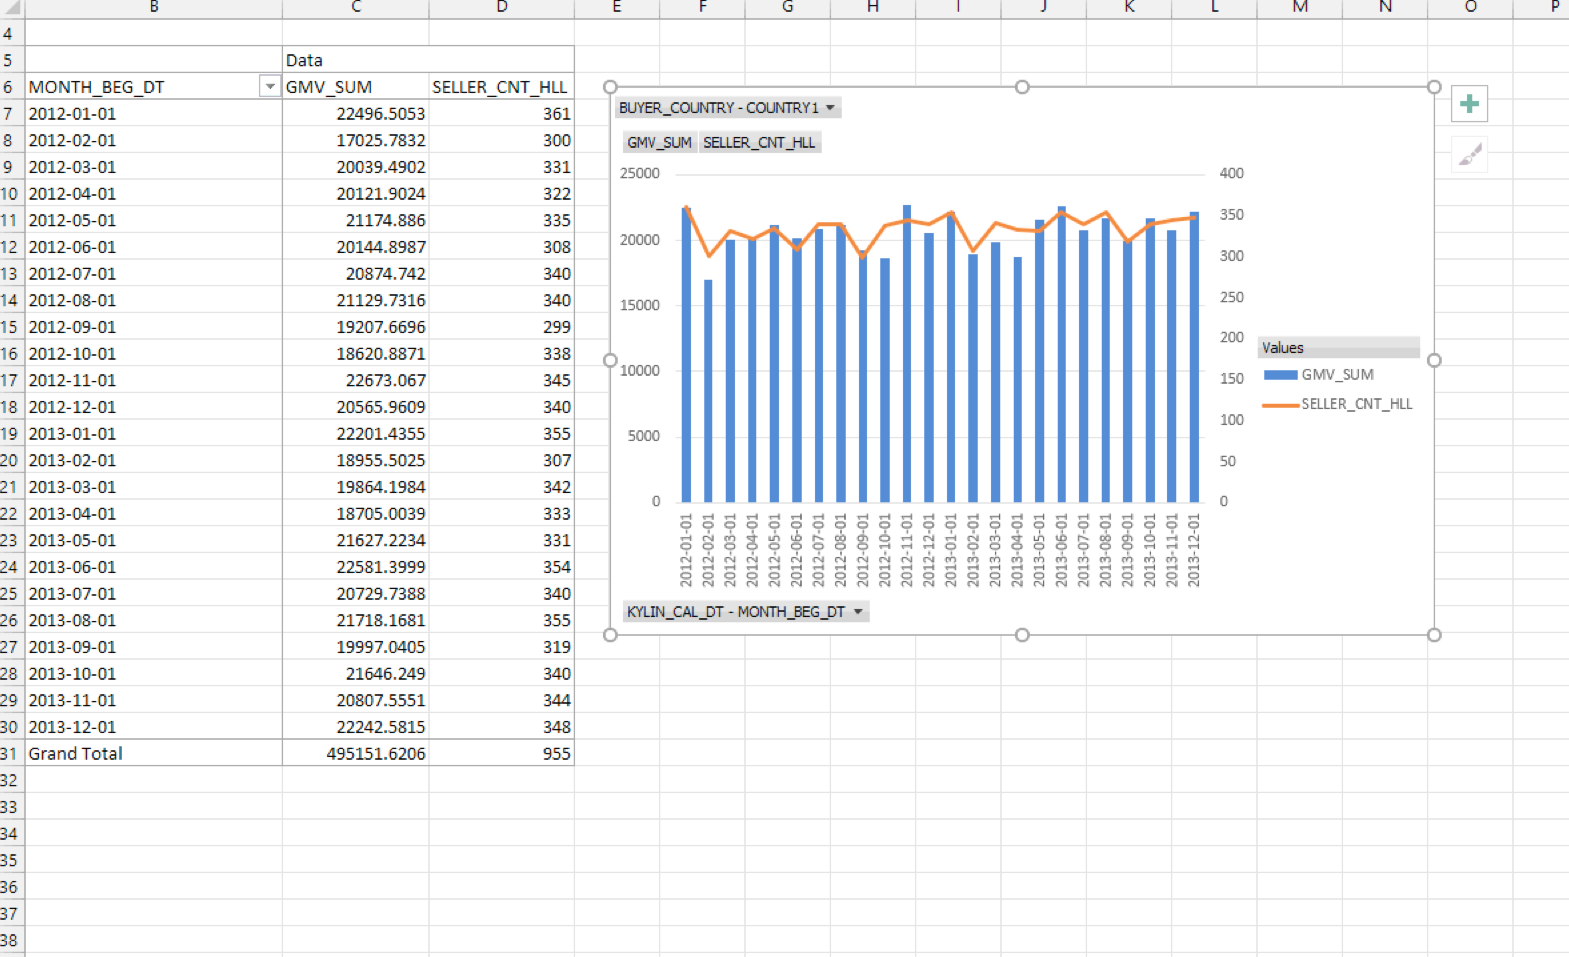 B C D E F G H I J K L M N O P
4
5 Data
6 MONTH_BEG_DT GMV_SUM SELLER_CNT_HLL
7 2012-01-01 22496.5053 361
8 2012-02-01 17025.7832 300
9 2012-03-01 20039.4902 331
10 2012-04-01 20121.9024 322
11 2012-05-01 21174.886 335
12 2012-06-01 20144.8987 308
13 2012-07-01 20874.742 340
14 2012-08-01 21129.7316 340
15 2012-09-01 19207.6696 299
16 2012-10-01 18620.8871 338
17 2012-11-01 22673.067 345
18 2012-12-01 20565.9609 340
19 2013-01-01 22201.4355 355
20 2013-02-01 18955.5025 307
21 2013-03-01 19864.1984 342
22 2013-04-01 18705.0039 333
23 2013-05-01 21627.2234 331
24 2013-06-01 22581.3999 354
25 2013-07-01 20729.7388 340
26 2013-08-01 21718.1681 355
27 2013-09-01 19997.0405 319
28 2013-10-01 21646.249 340
29 2013-11-01 20807.5551 344
30 2013-12-01 22242.5815 348
31 Grand Total 495151.6206 955
32
33
34
35
36
37
38
BUYER_COUNTRY - COUNTRY1
GMV_SUM SELLER_CNT_HLL
25000
20000
15000
10000
5000
0
400
350
300
250
200
150
100
50
0
2012-01-01
2012-02-01
2012-03-01
2012-04-01
2012-05-01
2012-06-01
2012-07-01
2012-08-01
2012-09-01
2012-10-01
2012-11-01
2012-12-01
2013-01-01
2013-02-01
2013-03-01
2013-04-01
2013-05-01
2013-06-01
2013-07-01
2013-08-01
2013-09-01
2013-10-01
2013-11-01
2013-12-01
Values
GMV_SUM
SELLER_CNT_HLL
KYLIN_CAL_DT - MONTH_BEG_DT